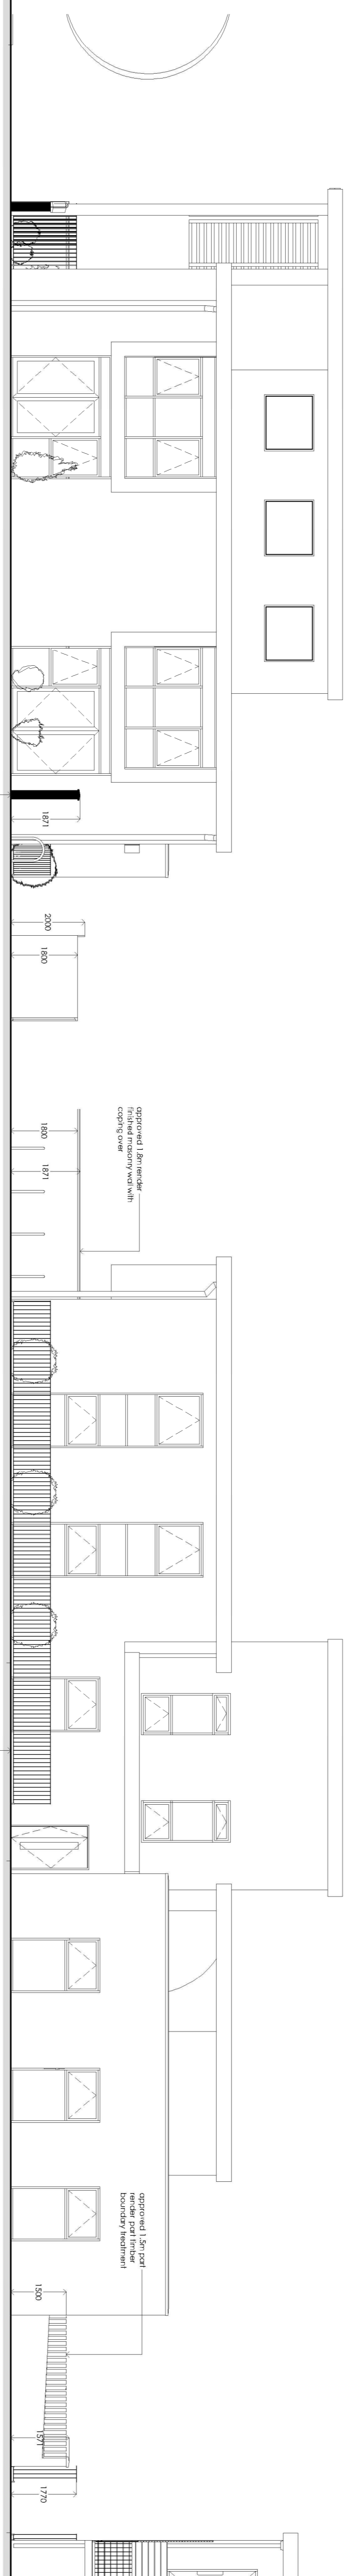 1871
2000
1800
1800
1871
approved 1.8m render
finished masonry wall with
coping over
approved 1.5m part
render part timber
boundary treatment
1500
1571
1770